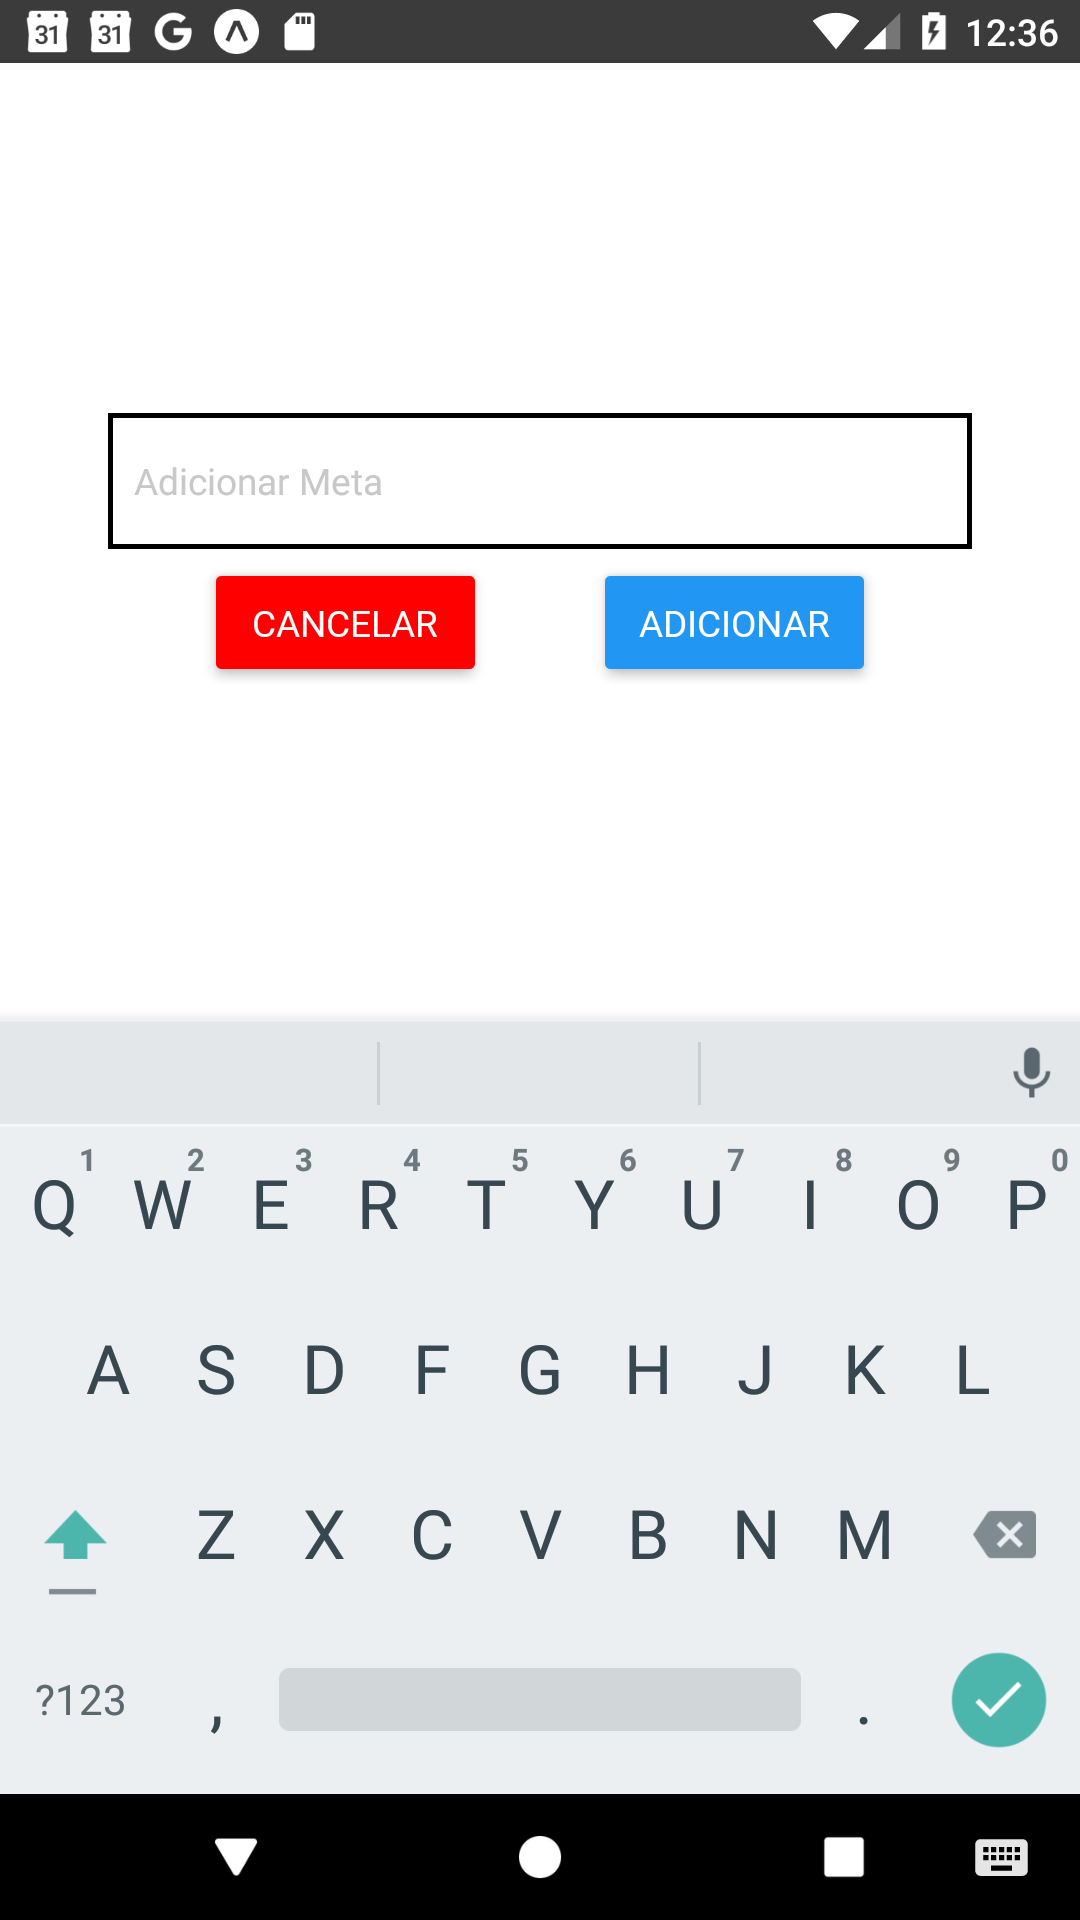 31 31 G 12:36
Adicionar Meta
CANCELAR ADICIONAR
1 2 3 4 5 6 7 8 9 0
Q W E R T Y U I O P
A S D F G H J K L
Z X C V B N M
?123 , .